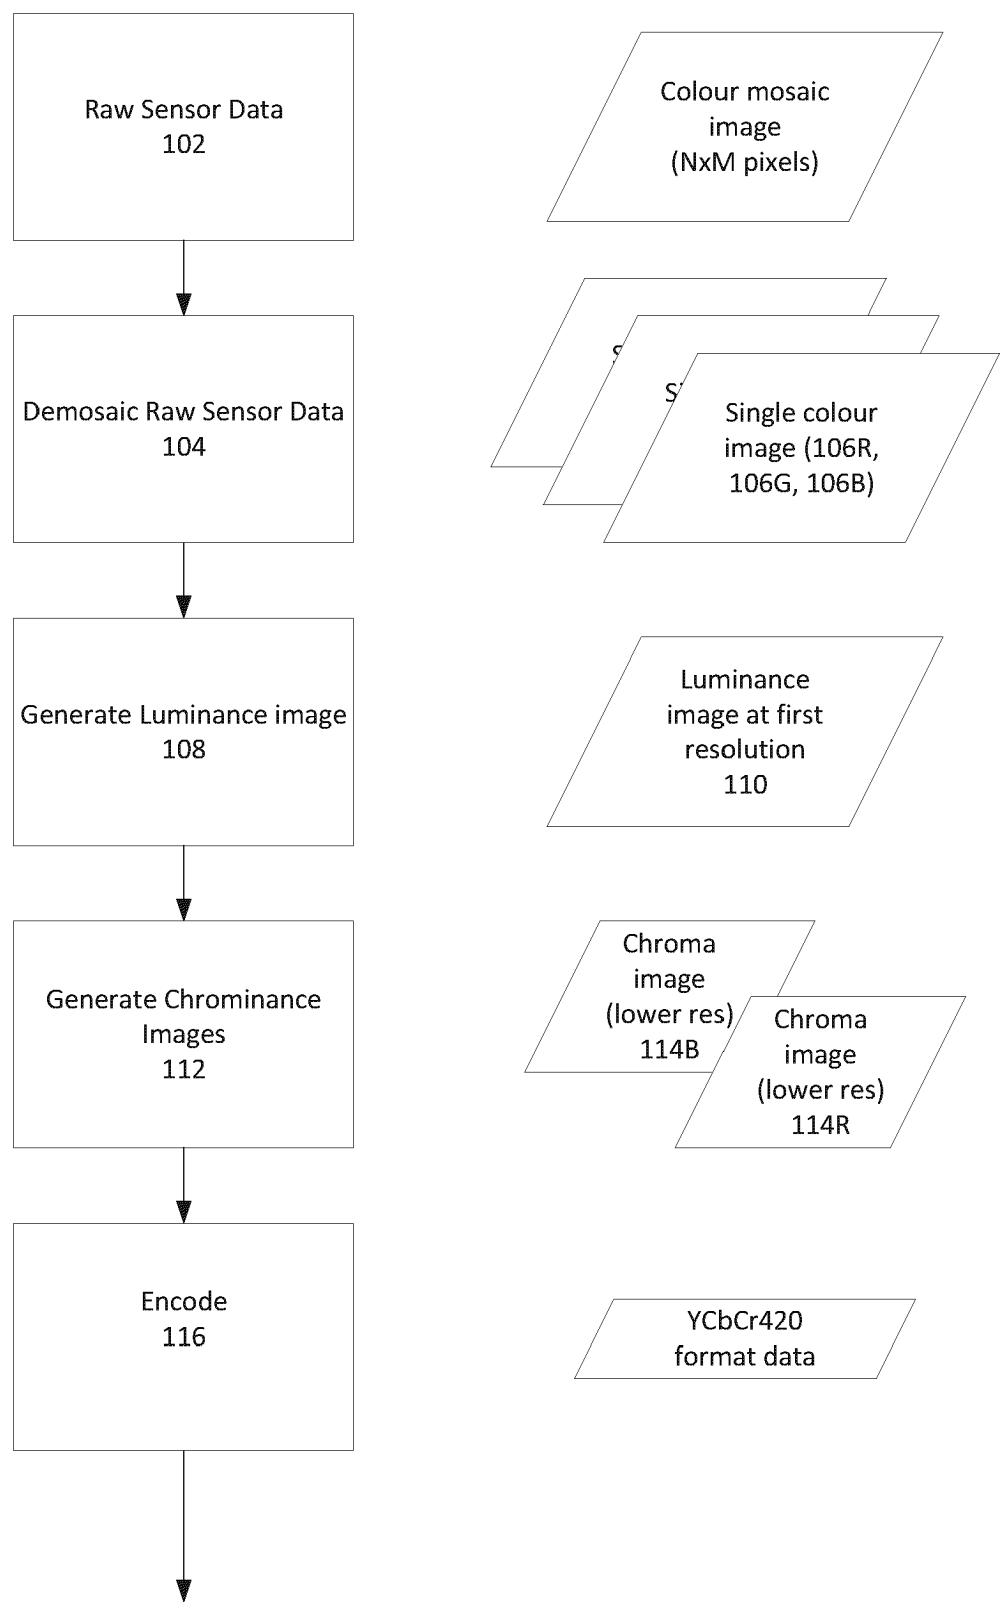 Raw Sensor Data
102
Colour mosaic
image
(NxM pixels)
Demosaic Raw Sensor Data
104
Single colour
image (106R,
106G, 106B)
Generate Luminance image
108
Luminance
image at first
resolution
110
Generate Chrominance
Images
112
Chroma
image
(lower res)
114B
Chroma
image
(lower res)
114R
Encode
116
YCbCr420
format data